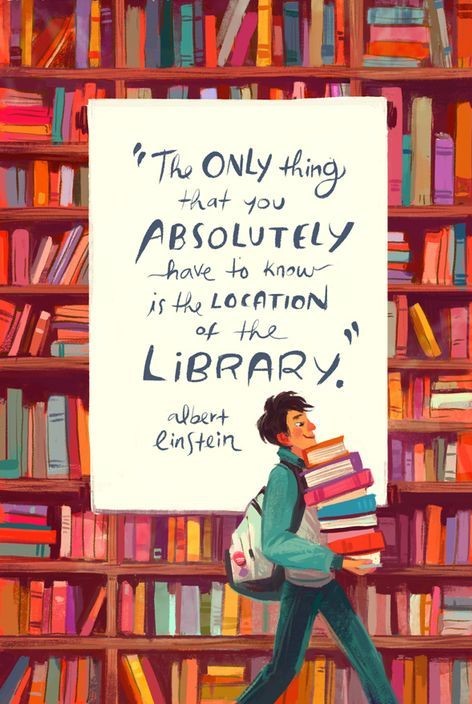 "The ONLY thing
that you
ABSOLUTELY
have to know
is the LOCATION
of the
LiBRARY."
albert
einstein